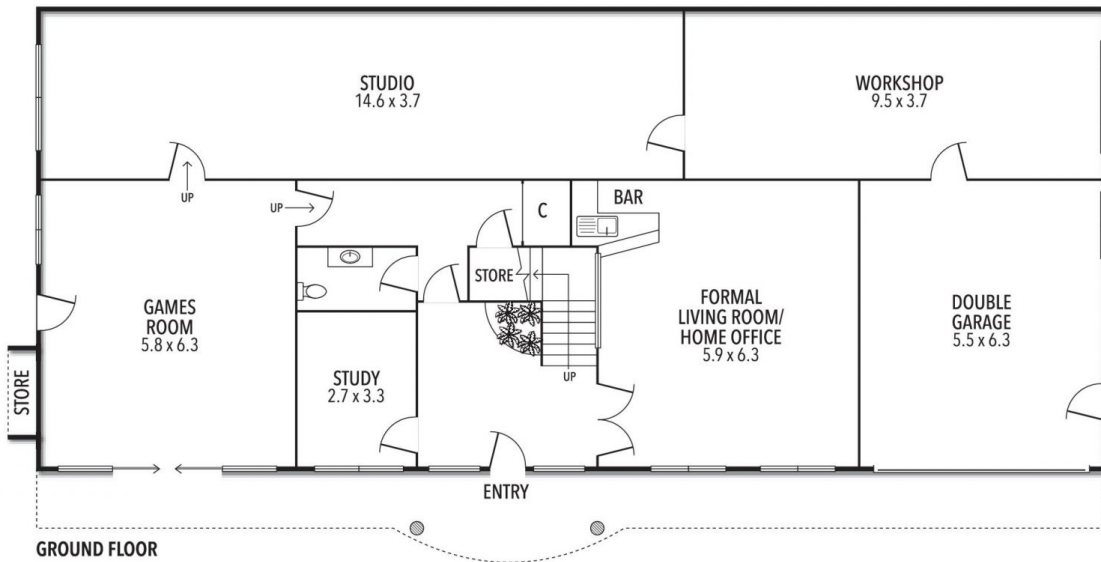 STUDIO
14.6 x 3.7
WORKSHOP
9.5 x 3.7
UP
UP
C
BAR
STORE
GAMES
ROOM
5.8 x 6.3
FORMAL
LIVING ROOM/
HOME OFFICE
5.9 x 6.3
DOUBLE
GARAGE
5.5 x 6.3
STORE
STUDY
2.7 x 3.3
UP
ENTRY
GROUND FLOOR